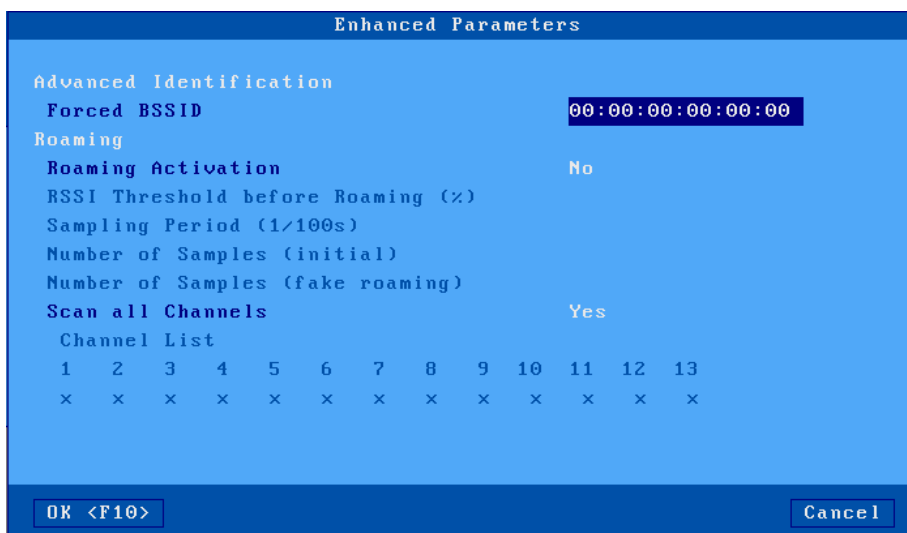 Enhanced Parameters
Advanced Identification
Forced BSSID 00:00:00:00:00:00
Roaming
Roaming Activation No
RSSI Threshold before Roaming (%)
Sampling Period (1/100s)
Number of Samples (initial)
Number of Samples (fake roaming)
Scan all Channels Yes
Channel List
1 2 3 4 5 6 7 8 9 10 11 12 13
x x x x x x x x x x x x x
OK <F10> Cancel